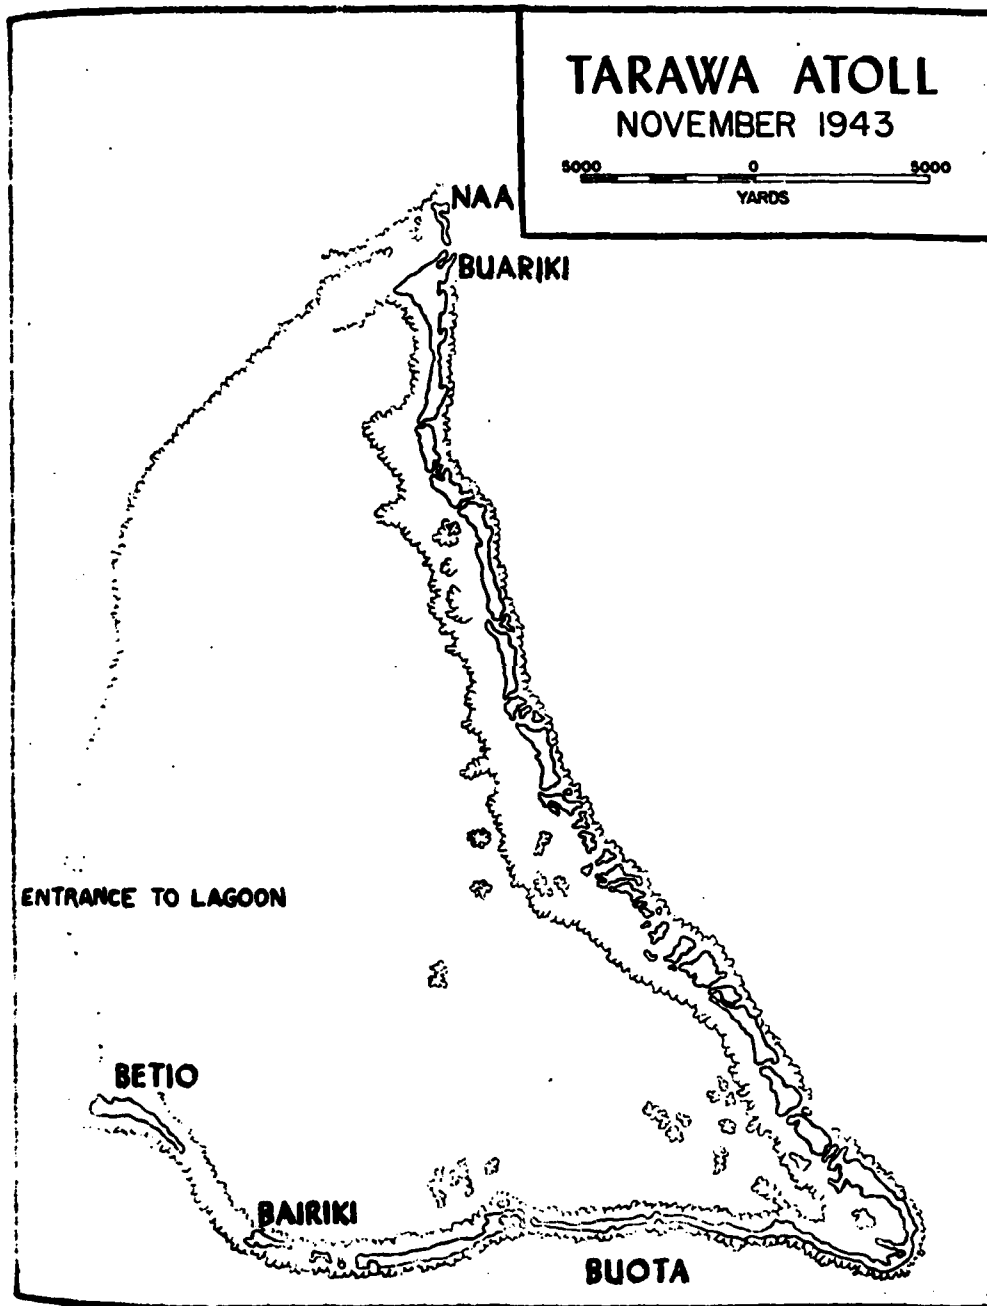 TARAWA ATOLL
NOVEMBER 1943
5000 0 5000
YARDS
NAA
BUARIKI
ENTRANCE TO LAGOON
BETIO
BAIRIKI
BUOTA